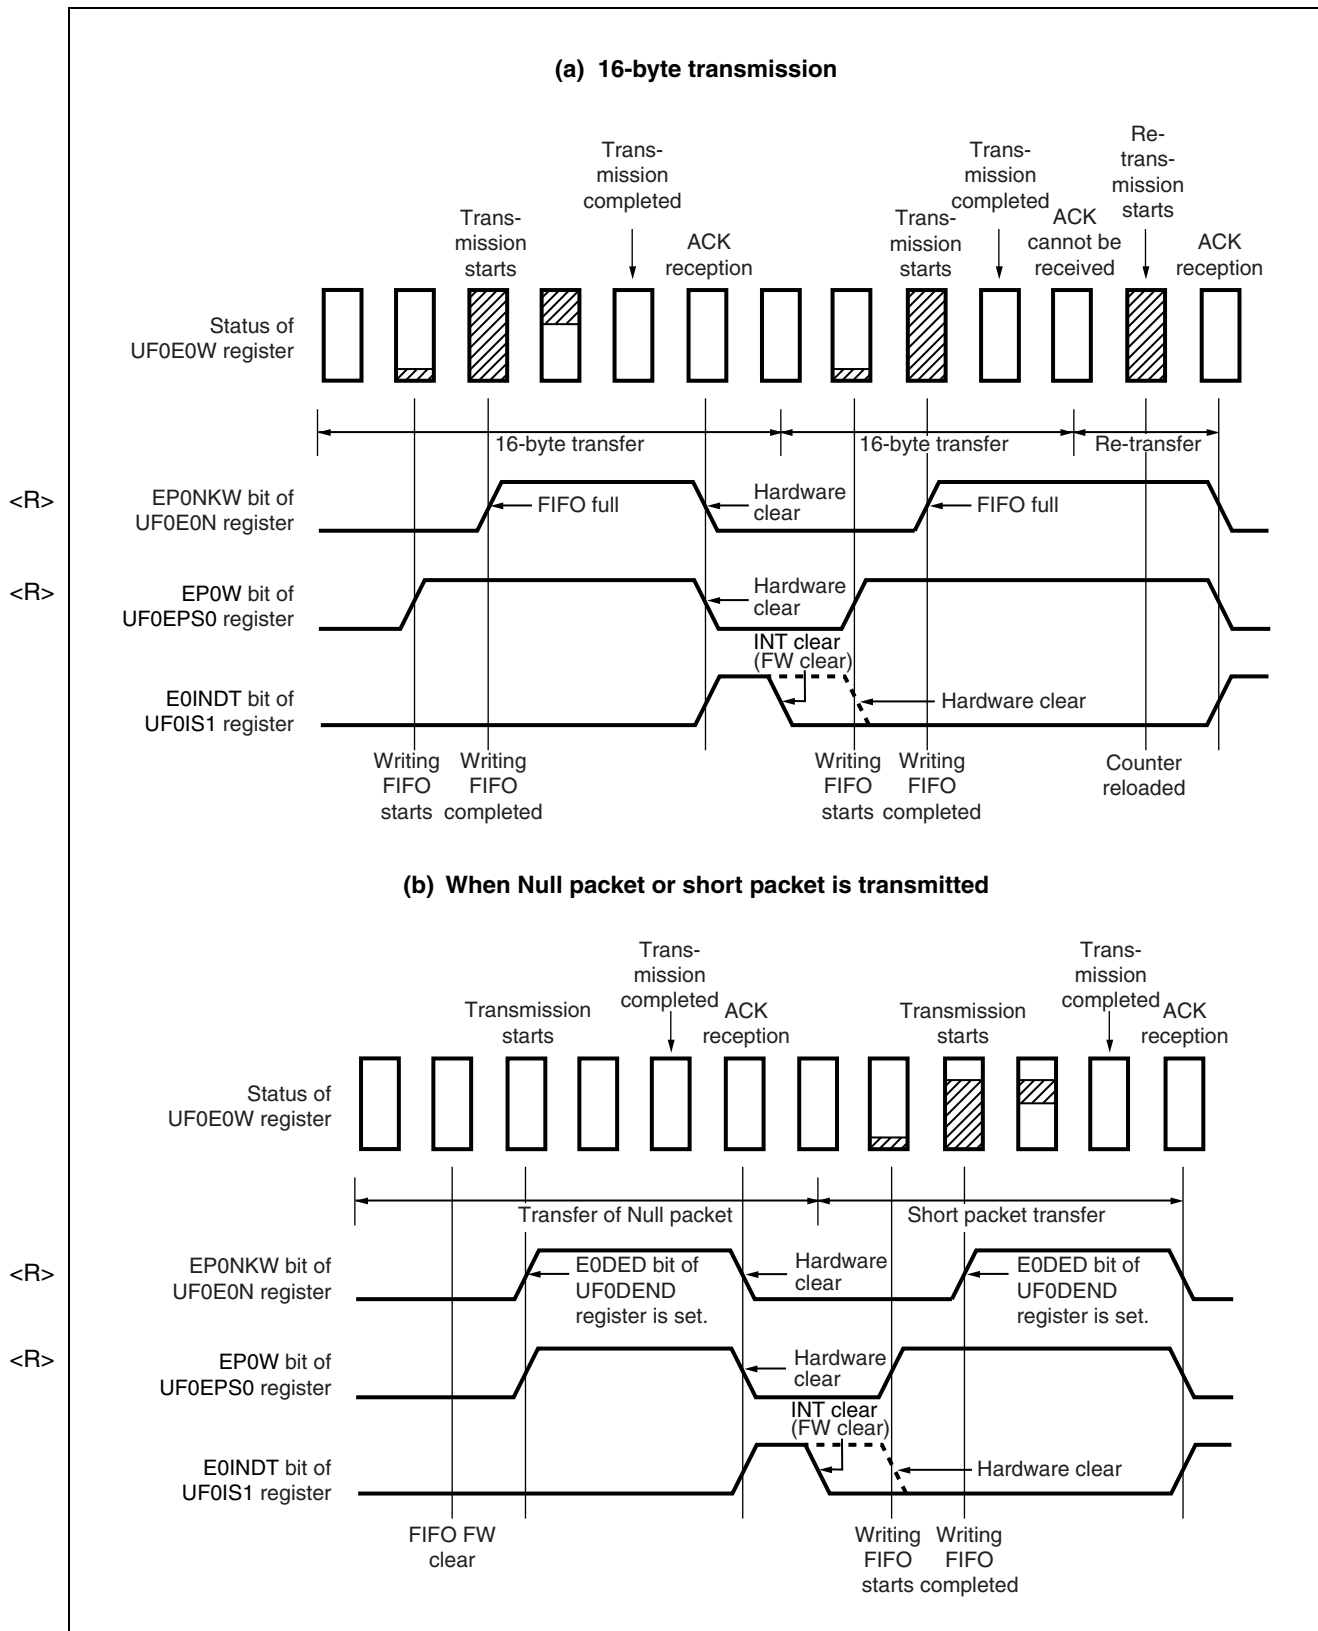 (a) 16-byte transmission
Trans-
mission
completed
Trans-
mission
completed
Re-
trans-
mission
starts
Trans-
mission
starts
ACK
reception
Trans-
mission
starts
ACK
cannot be
received
ACK
reception
Status of
UF0E0W register
16-byte transfer
16-byte transfer
Re-transfer
<R>
EP0NKW bit of
UF0E0N register
FIFO full
Hardware
clear
FIFO full
<R>
EP0W bit of
UF0EPS0 register
Hardware
clear
INT clear
(FW clear)
E0INDT bit of
UF0IS1 register
Hardware clear
Writing
FIFO
starts
Writing
FIFO
completed
Writing
FIFO
starts
Writing
FIFO
completed
Counter
reloaded
(b) When Null packet or short packet is transmitted
Trans-
mission
completed
Trans-
mission
completed
Transmission
starts
ACK
reception
Transmission
starts
ACK
reception
Status of
UF0E0W register
Transfer of Null packet
Short packet transfer
<R>
EP0NKW bit of
UF0E0N register
E0DED bit of
UF0DEND
register is set.
Hardware
clear
E0DED bit of
UF0DEND
register is set.
<R>
EP0W bit of
UF0EPS0 register
Hardware
clear
INT clear
(FW clear)
E0INDT bit of
UF0IS1 register
Hardware clear
FIFO FW
clear
Writing
FIFO
starts
Writing
FIFO
completed